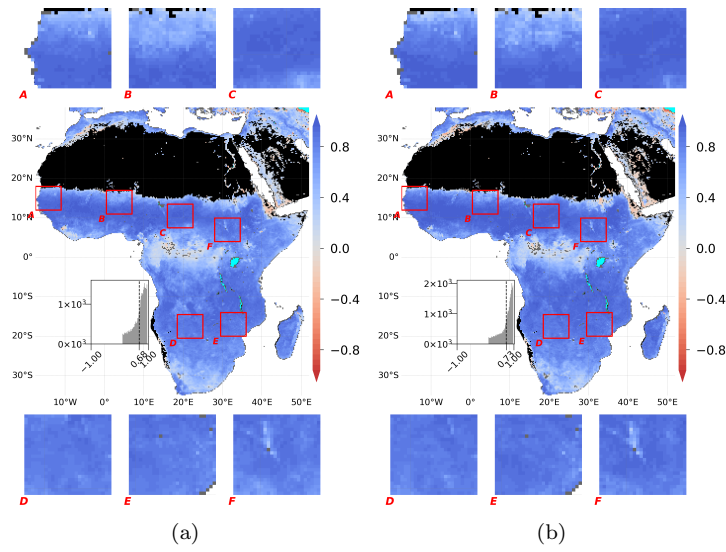 A B C
A B C
30°N
20°N
10°N
0°
10°S
20°S
30°S
A B C F D E
1×10³
0×10³
-1.00 0.68 1.00
10°W 0° 10°E 20°E 30°E 40°E 50°E
0.8
0.4
0.0
−0.4
−0.8
30°N
20°N
10°N
0°
10°S
20°S
30°S
A B C F D E
2×10³
1×10³
0×10³
-1.00 0.73 1.00
10°W 0° 10°E 20°E 30°E 40°E 50°E
0.8
0.4
0.0
−0.4
−0.8
D E F
D E F
(a) (b)